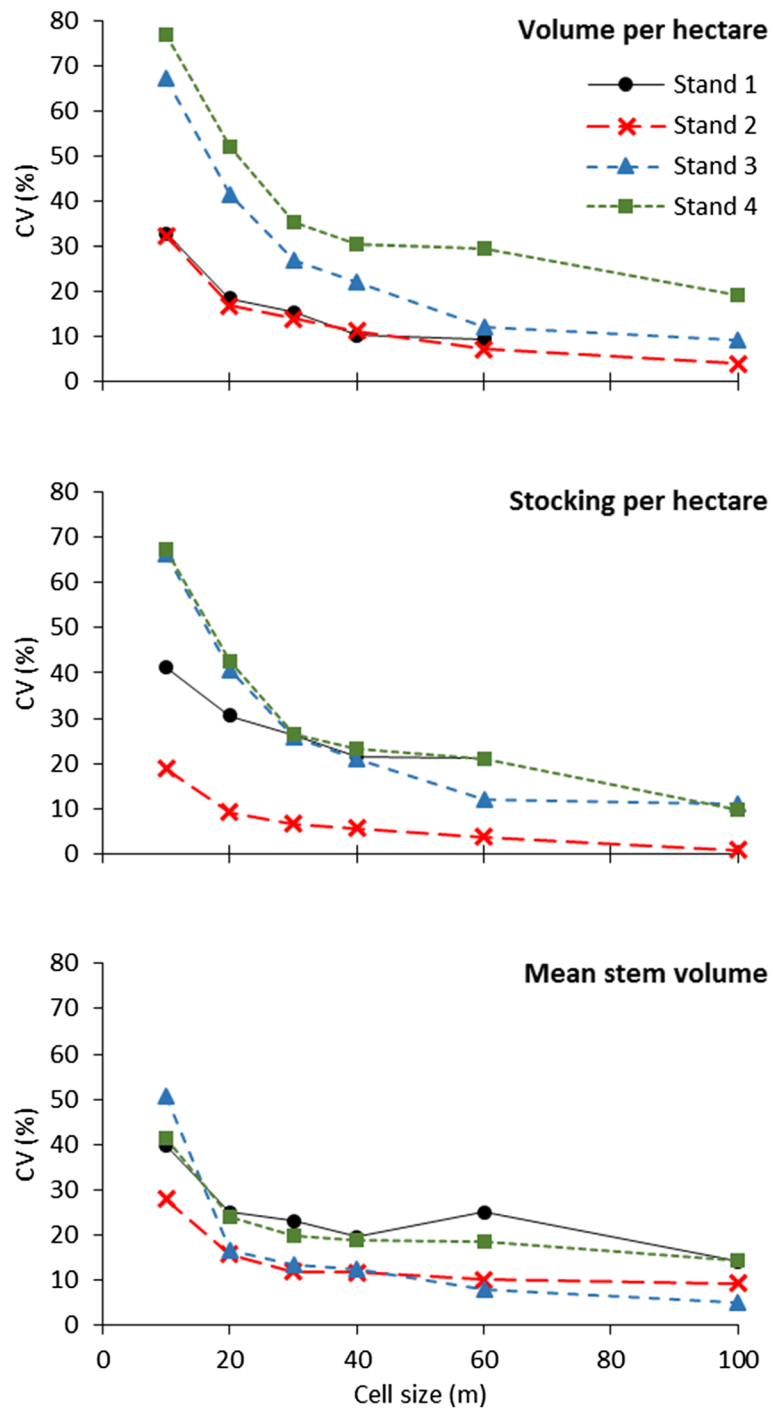 Volume per hectare
Stand 1
Stand 2
Stand 3
Stand 4
CV (%)
80
70
60
50
40
30
20
10
0
Stocking per hectare
CV (%)
80
70
60
50
40
30
20
10
0
Mean stem volume
CV (%)
80
70
60
50
40
30
20
10
0
0 20 40 60 80 100
Cell size (m)